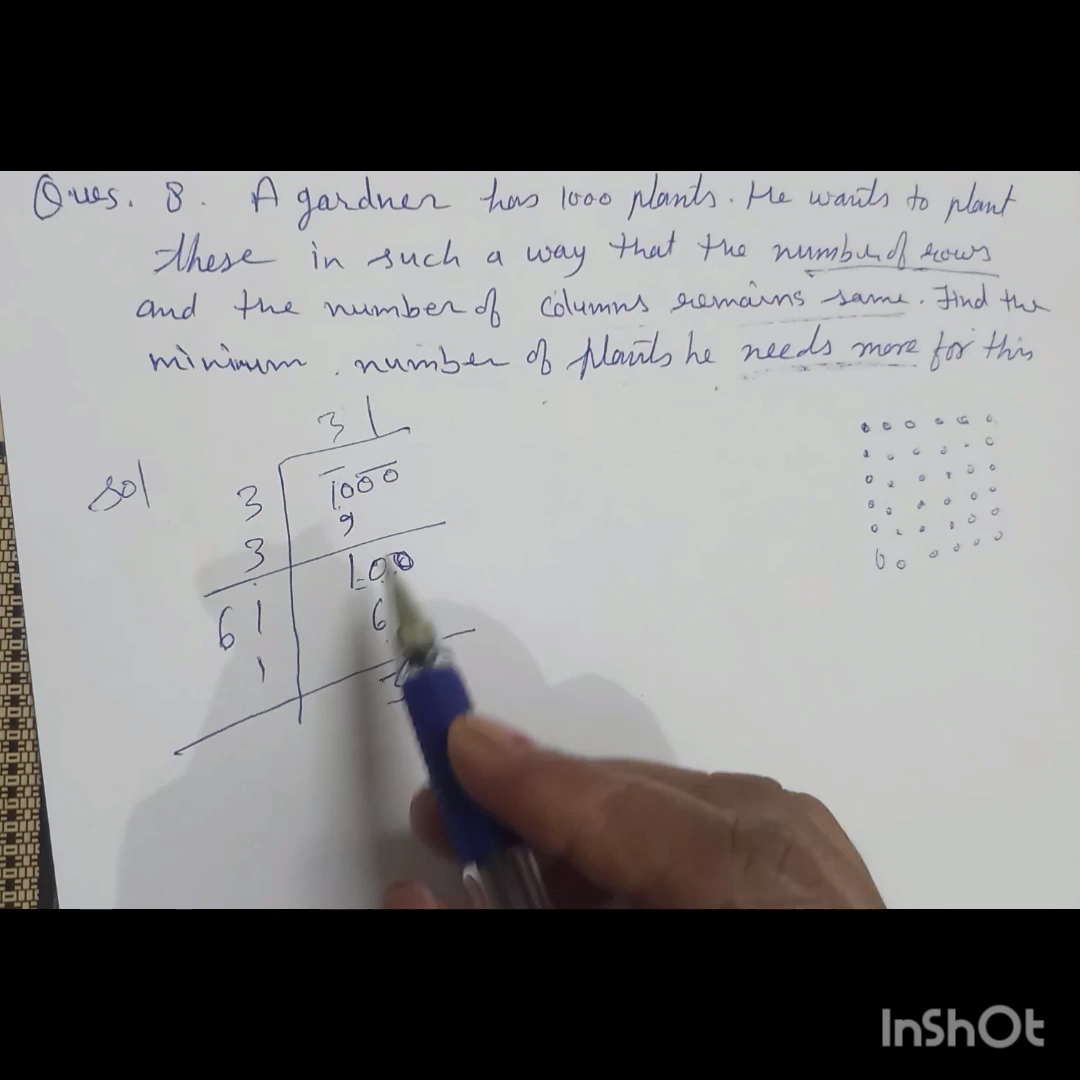 Ques. 8. A gardner has 1000 plants. He wants to plant
these in such a way that the number of rows
and the number of columns remains same. Find the
minimum number of plants he needs more for this
31
sol
3 1000
9
3 100
61 6
1
InShOt